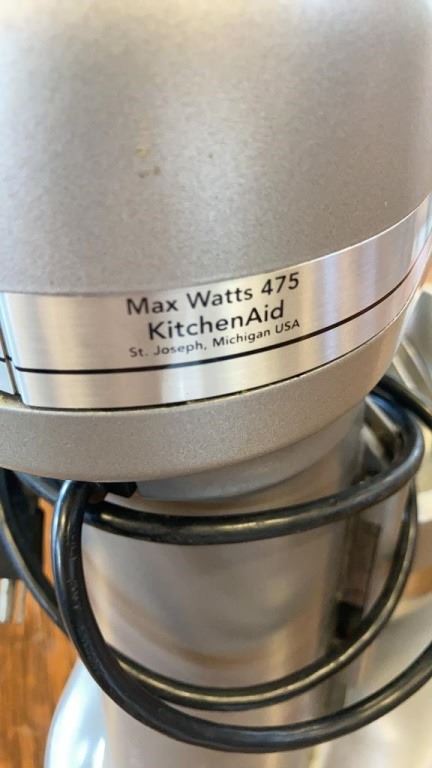 Max Watts 475
KitchenAid
St. Joseph, Michigan USA